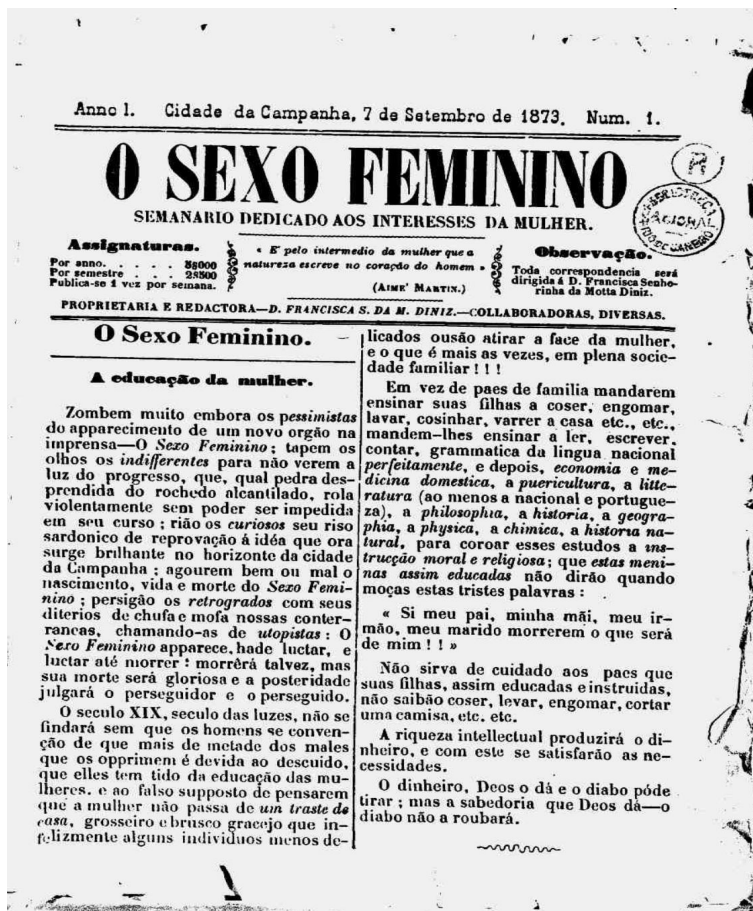 Anno I. Cidade da Campanha, 7 de Setembro de 1873. Num. 1.
O SEXO FEMININO
SEMANARIO DEDICADO AOS INTERESSES DA MULHER.
Assignaturas.
Por anno. . . . . 5$000
Por semestre . . . 2$500
Publica-se 1 vez por semana.
« E' pelo intermedio da mulher que a
natureza escreve no coração do homem »
(AIME' MARTIN.)
Observação.
Toda correspondencia será
dirigida á D. Francisca Senho-
rinha da Motta Diniz.
PROPRIETARIA E REDACTORA—D. FRANCISCA S. DA M. DINIZ.—COLLABORADORAS, DIVERSAS.
O Sexo Feminino.
A educação da mulher.
Zombem muito embora os pessimistas
do apparecimento de um novo orgão na
imprensa—O Sexo Feminino; tapem os
olhos os indifferentes para não verem a
luz do progresso, que, qual pedra des-
prendida do rochedo alcantilado, rola
violentamente sem poder ser impedida
em seu curso; rião os curiosos seu riso
sardonico de reprovação á idéa que ora
surge brilhante no horizonte da cidade
da Campanha; agourem bem ou mal o
nascimento, vida e morte do Sexo Femi-
nino; persigão os retrogrados com seus
diterios de chufa e mofa nossas conter-
raneas, chamando-as de utopistas: O
Sexo Feminino apparece, hade luctar, e
luctar até morrer: morrêrá talvez, mas
sua morte será gloriosa e a posteridade
julgará o perseguidor e o perseguido.
O seculo XIX, seculo das luzes, não se
findará sem que os homens se conven-
ção de que mais de metade dos males
que os opprimem é devida ao descuido,
que elles tem tido da educação das mu-
lheres. e ao falso supposto de pensarem
que a mulher não passa de um traste de
casa, grosseiro e brusco gracejo que in-
felizmente alguns individuos menos de-
licados ousão atirar a face da mulher,
e o que é mais as vezes, em plena socie-
dade familiar ! ! !
Em vez de paes de familia mandarem
ensinar suas filhas a coser, engomar,
lavar, cosinhar, varrer a casa etc., etc.,
mandem-lhes ensinar a ler, escrever,
contar, grammatica da lingua nacional
perfeitamente, e depois, economia e me-
dicina domestica, a puericultura, a litte-
ratura (ao menos a nacional e portugue-
za), a philosophia, a historia, a geogra-
phia, a physica, a chimica, a historia na-
tural, para coroar esses estudos a ins-
trucção moral e religiosa; que estas meni-
nas assim educadas não dirão quando
moças estas tristes palavras :
« Si meu pai, minha mãi, meu ir-
mão, meu marido morrerem o que será
de mim ! ! »
Não sirva de cuidado aos paes que
suas filhas, assim educadas e instruidas,
não saibão coser, levar, engomar, cortar
uma camisa, etc. etc.
A riqueza intellectual produzirá o di-
nheiro, e com este se satisfarão as ne-
cessidades.
O dinheiro, Deos o dá e o diabo póde
tirar ; mas a sabedoria que Deos dá—o
diabo não a roubará.